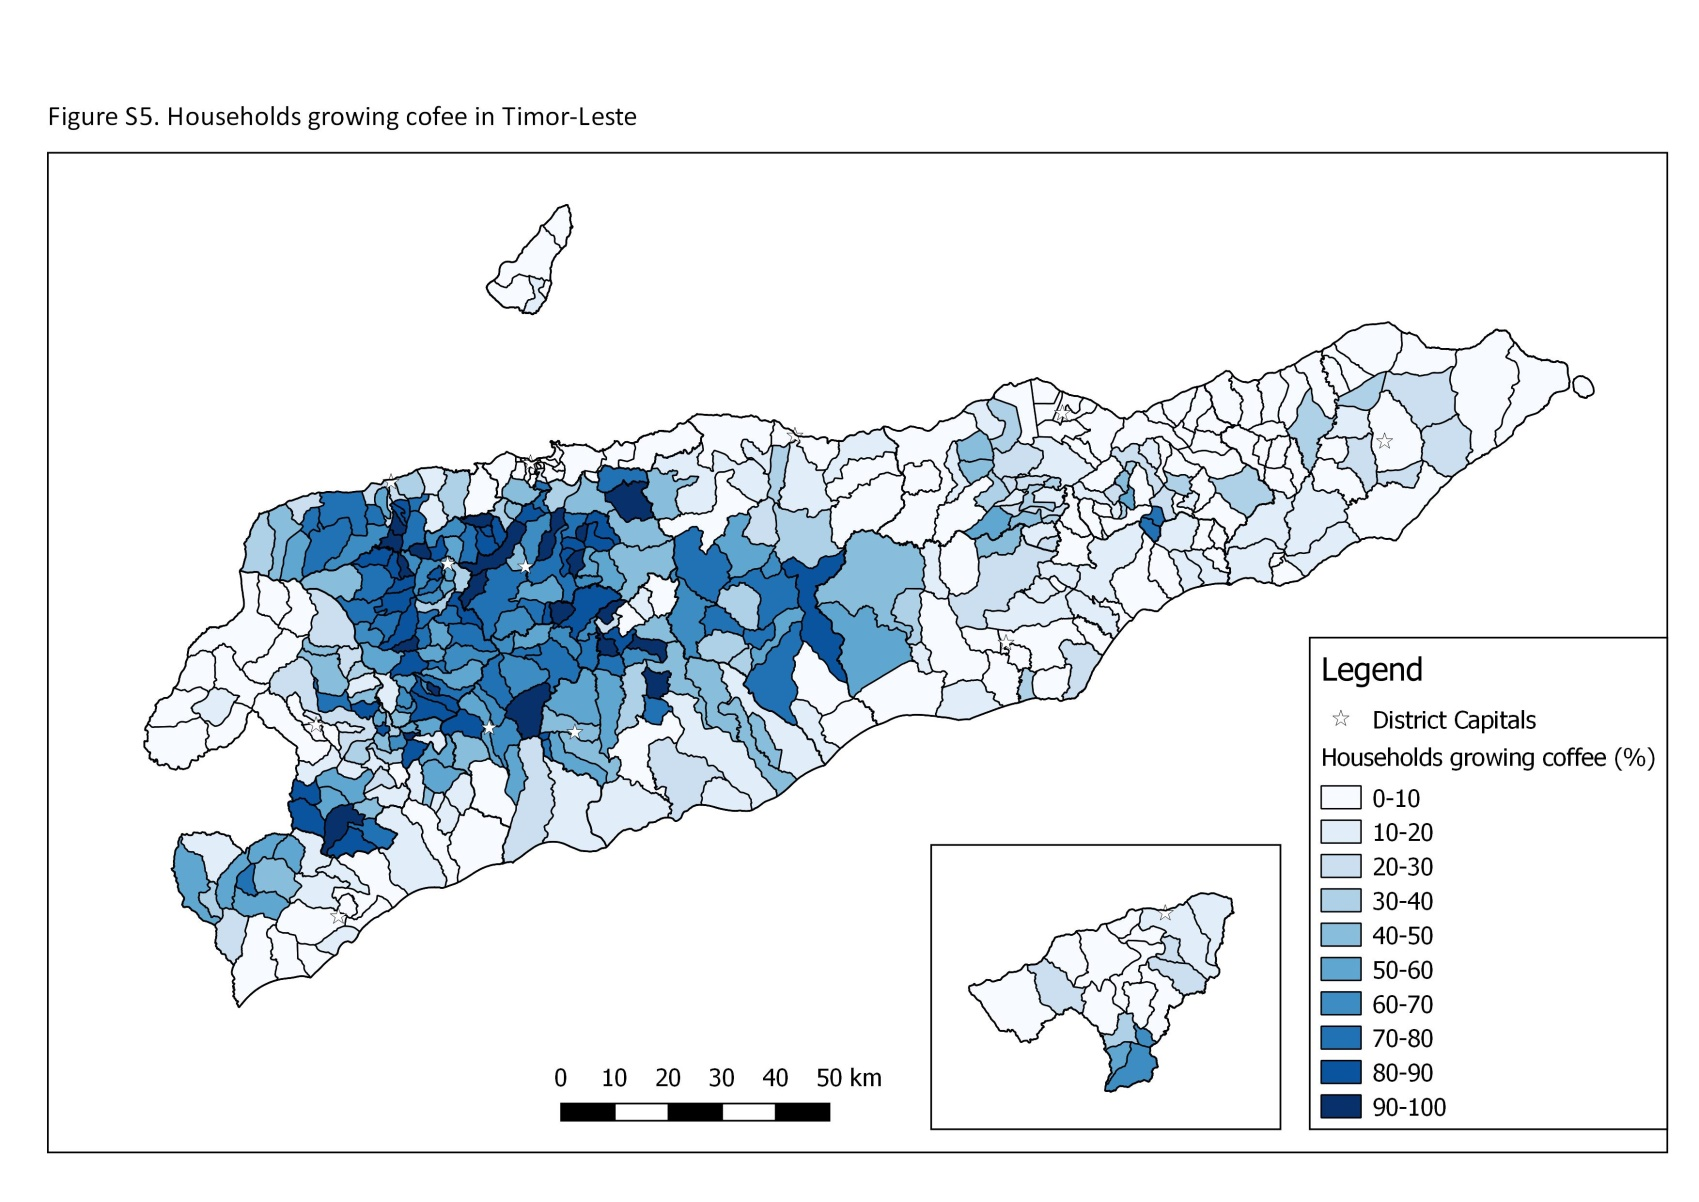 Figure S5. Households growing cofee in Timor-Leste
Legend
District Capitals
Households growing coffee (%)
0-10
10-20
20-30
30-40
40-50
50-60
60-70
70-80
80-90
90-100
0 10 20 30 40 50 km